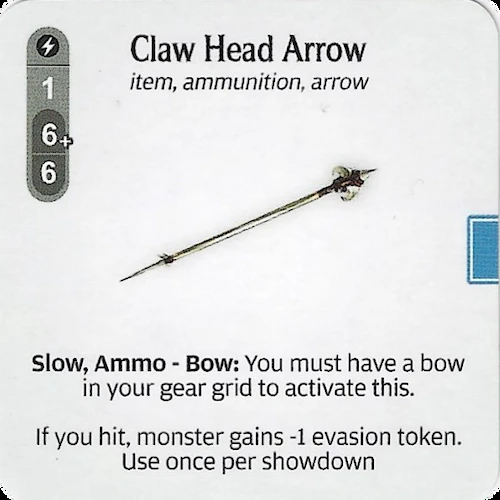 Claw Head Arrow
item, ammunition, arrow
1
6+
6
Slow, Ammo - Bow: You must have a bow
in your gear grid to activate this.
If you hit, monster gains -1 evasion token.
Use once per showdown